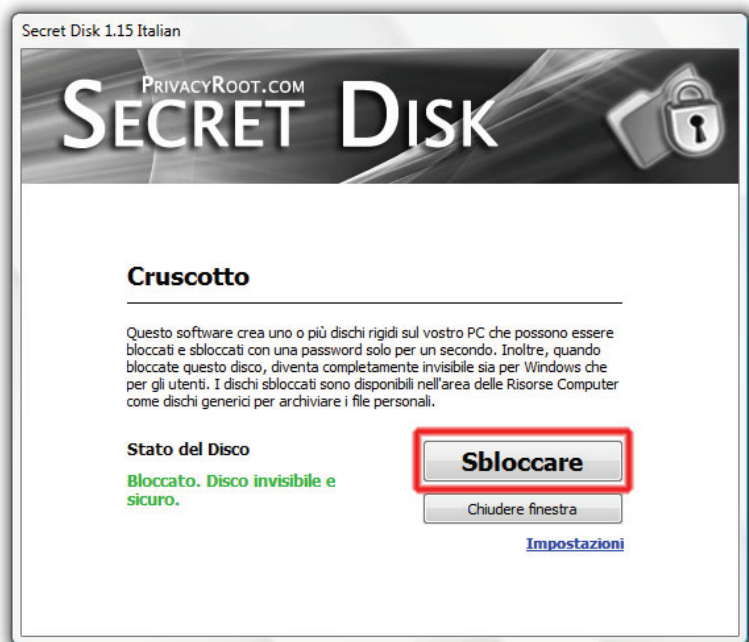 Secret Disk 1.15 Italian
PrivacyRoot.com
Secret Disk
Cruscotto
Questo software crea uno o più dischi rigidi sul vostro PC che possono essere
bloccati e sbloccati con una password solo per un secondo. Inoltre, quando
bloccate questo disco, diventa completamente invisibile sia per Windows che
per gli utenti. I dischi sbloccati sono disponibili nell'area delle Risorse Computer
come dischi generici per archiviare i file personali.
Stato del Disco
Bloccato. Disco invisibile e
sicuro.
Sbloccare
Chiudere finestra
Impostazioni